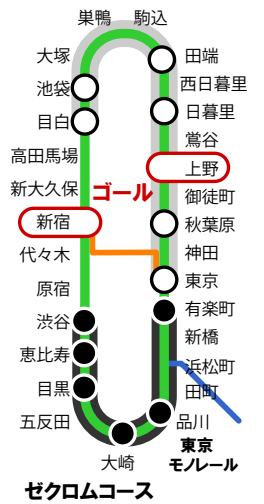 巣鴨 駒込
大塚
池袋
目白
高田馬場
新大久保
新宿
代々木
原宿
渋谷
恵比寿
目黒
五反田
大崎
ゴール
田端
西日暮里
日暮里
鶯谷
上野
御徒町
秋葉原
神田
東京
有楽町
新橋
浜松町
田町
品川
東京
モノレール
ゼクロムコース